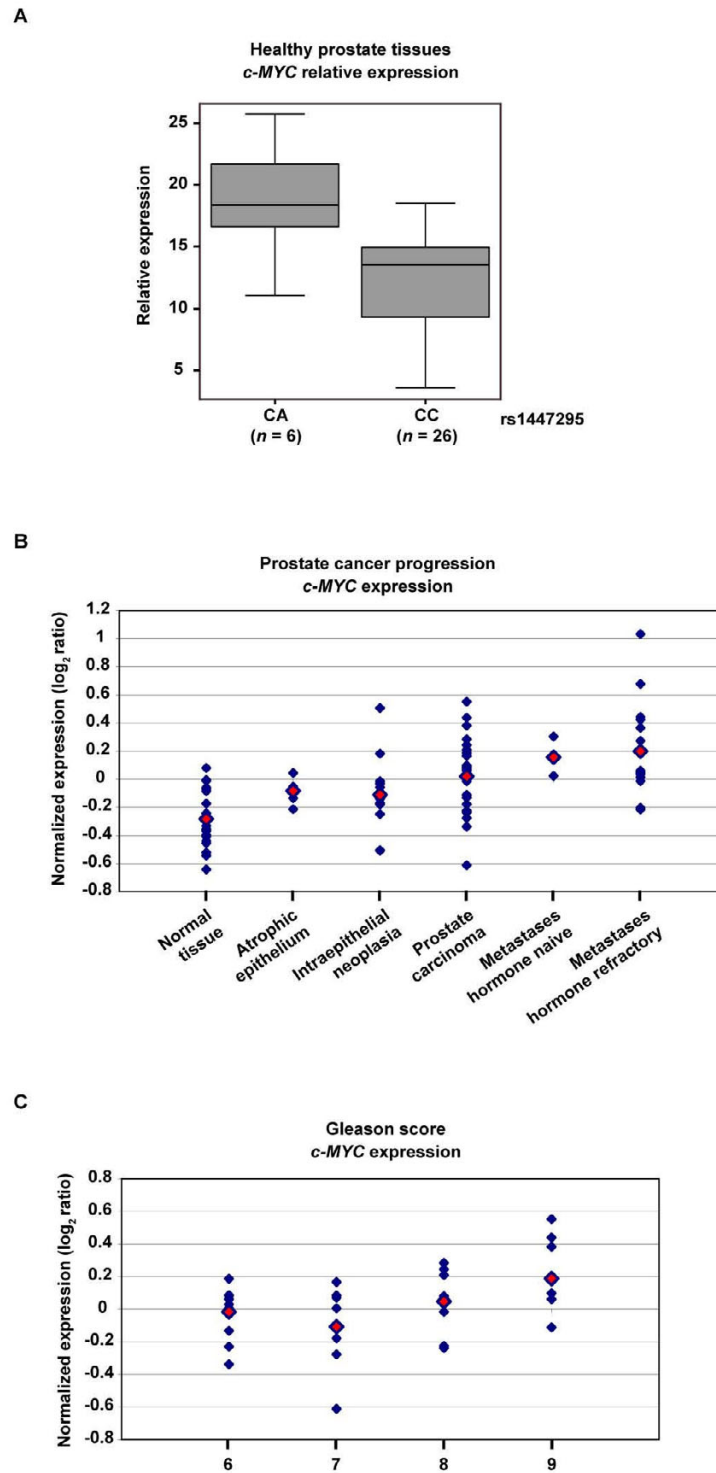 A
Healthy prostate tissues
c-MYC relative expression
Relative expression
25
20
15
10
5
CA
(n = 6)
CC
(n = 26)
rs1447295
B
Prostate cancer progression
c-MYC expression
Normalized expression (log2 ratio)
1.2
1
0.8
0.6
0.4
0.2
0
-0.2
-0.4
-0.6
-0.8
Normal
tissue
Atrophic
epithelium
Intraepithelial
neoplasia
Prostate
carcinoma
Metastases
hormone naive
Metastases
hormone refractory
C
Gleason score
c-MYC expression
Normalized expression (log2 ratio)
0.8
0.6
0.4
0.2
0
-0.2
-0.4
-0.6
-0.8
6
7
8
9